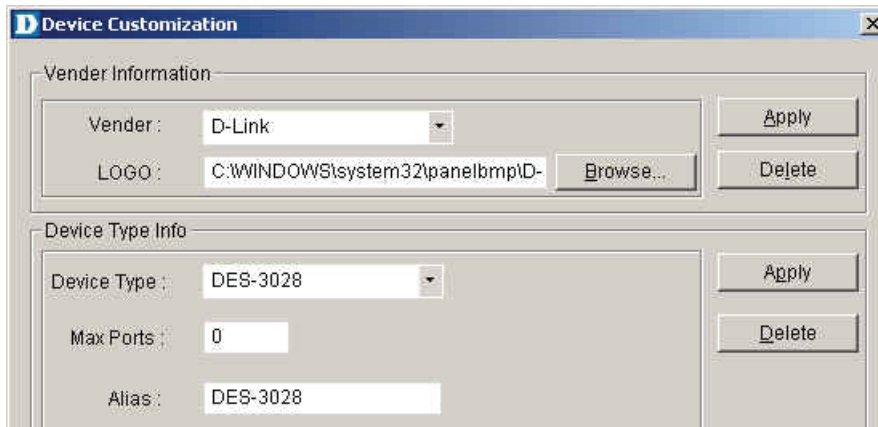 Device Customization
Vender Information
Vender : D-Link Apply
LOGO : C:\WINDOWS\system32\panelbmp\D- Browse... Delete
Device Type Info
Device Type : DES-3028 Apply
Max Ports : 0 Delete
Alias : DES-3028